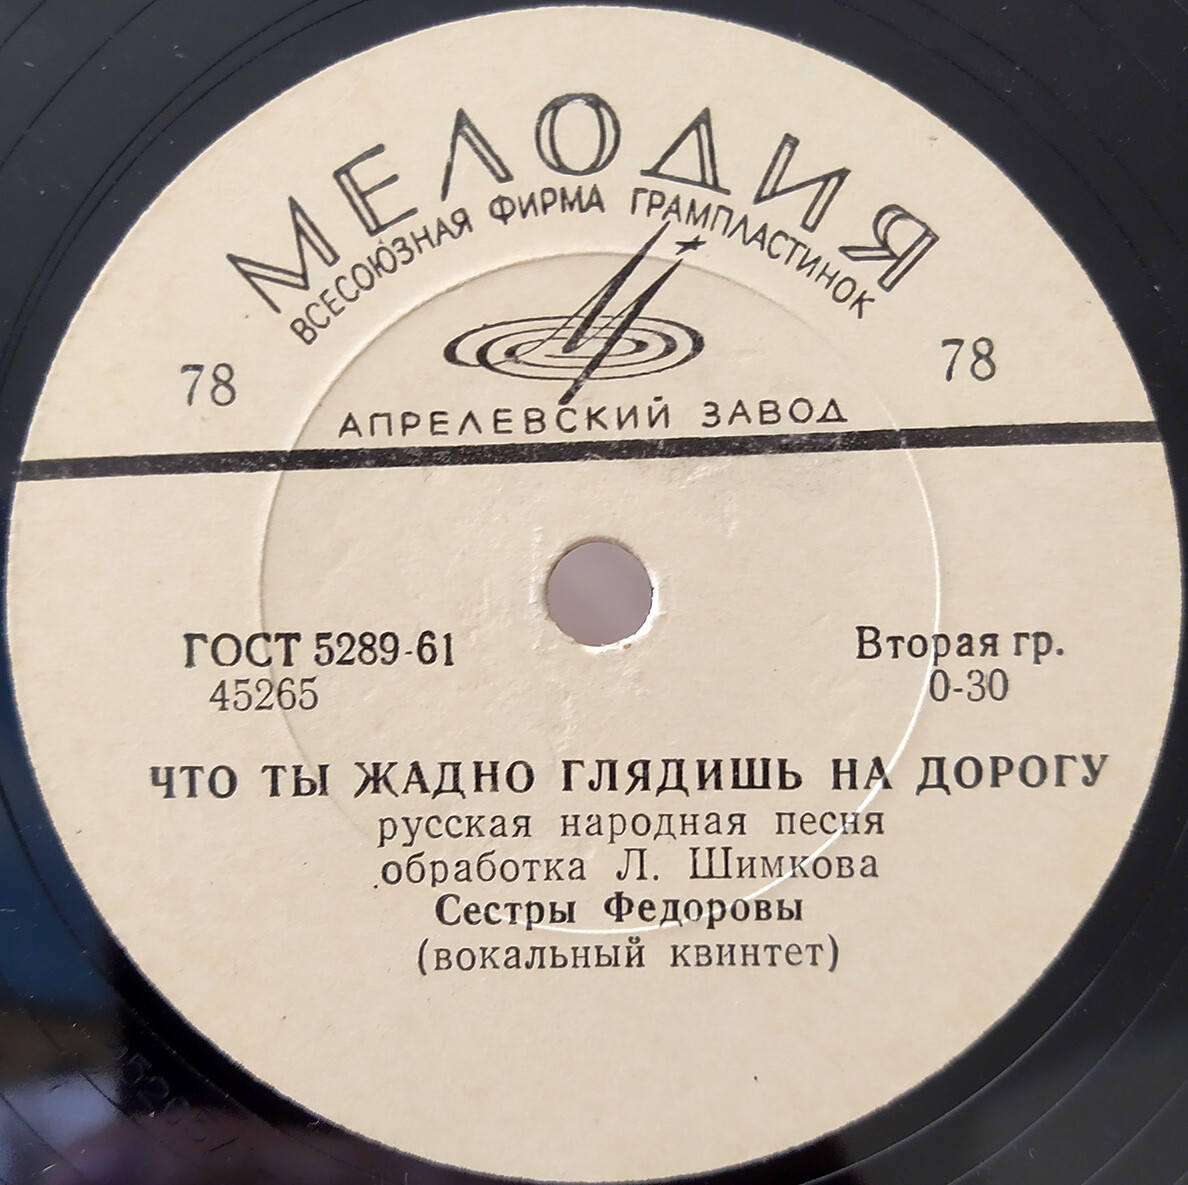 МЕЛОДИЯ
ВСЕСОЮЗНАЯ ФИРМА ГРАМПЛАСТИНОК
78 78
АПРЕЛЕВСКИЙ ЗАВОД
ГОСТ 5289-61 Вторая гр.
45265 0-30
ЧТО ТЫ ЖАДНО ГЛЯДИШЬ НА ДОРОГУ
русская народная песня
обработка Л. Шимкова
Сестры Федоровы
(вокальный квинтет)